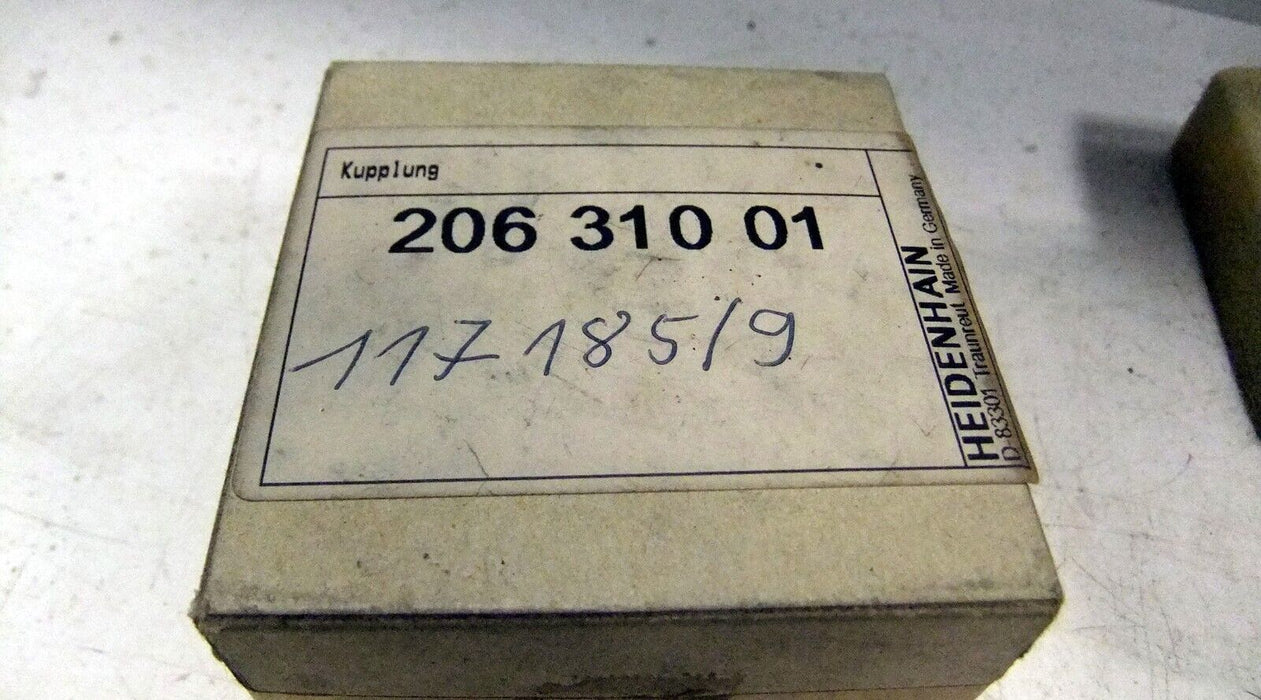 Kupplung
206 310 01
117 185/9
HEIDENHAIN
D-83301 Traunreut Made in Germany